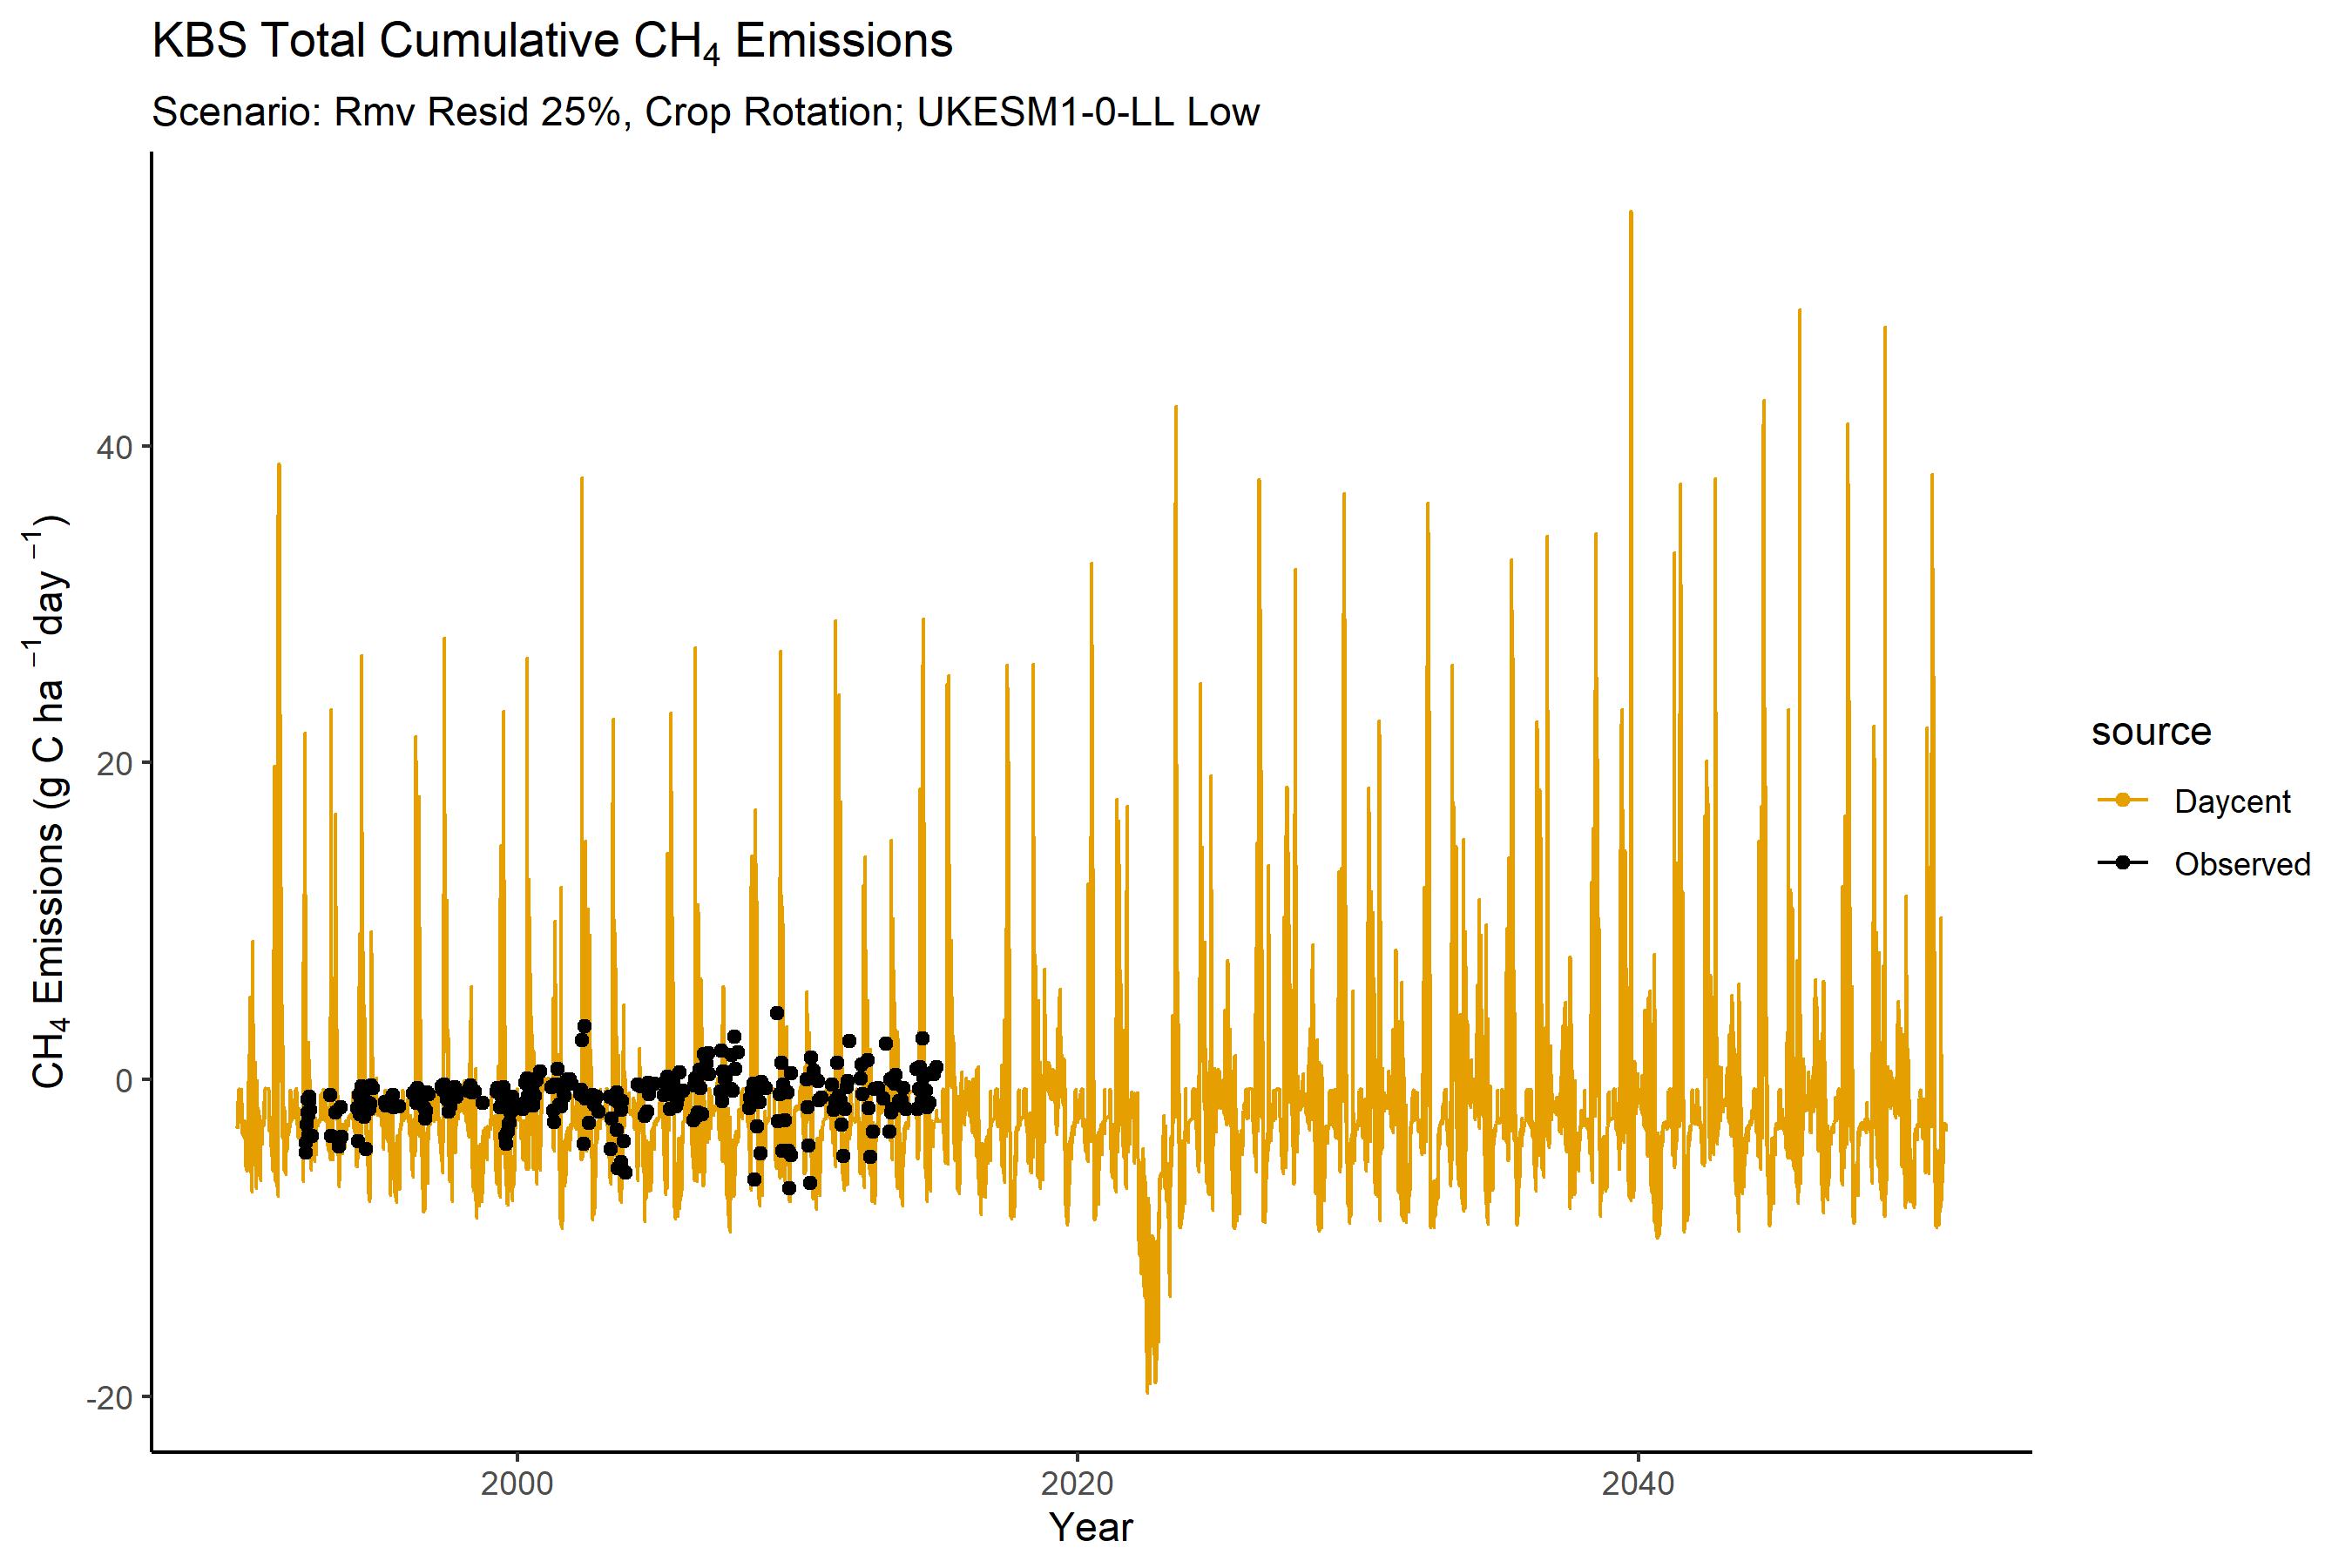 KBS Total Cumulative CH₄ Emissions
Scenario: Rmv Resid 25%, Crop Rotation; UKESM1-0-LL Low
CH₄ Emissions (g C ha ⁻¹day ⁻¹)
40
20
0
-20
2000
2020
2040
Year
source
Daycent
Observed